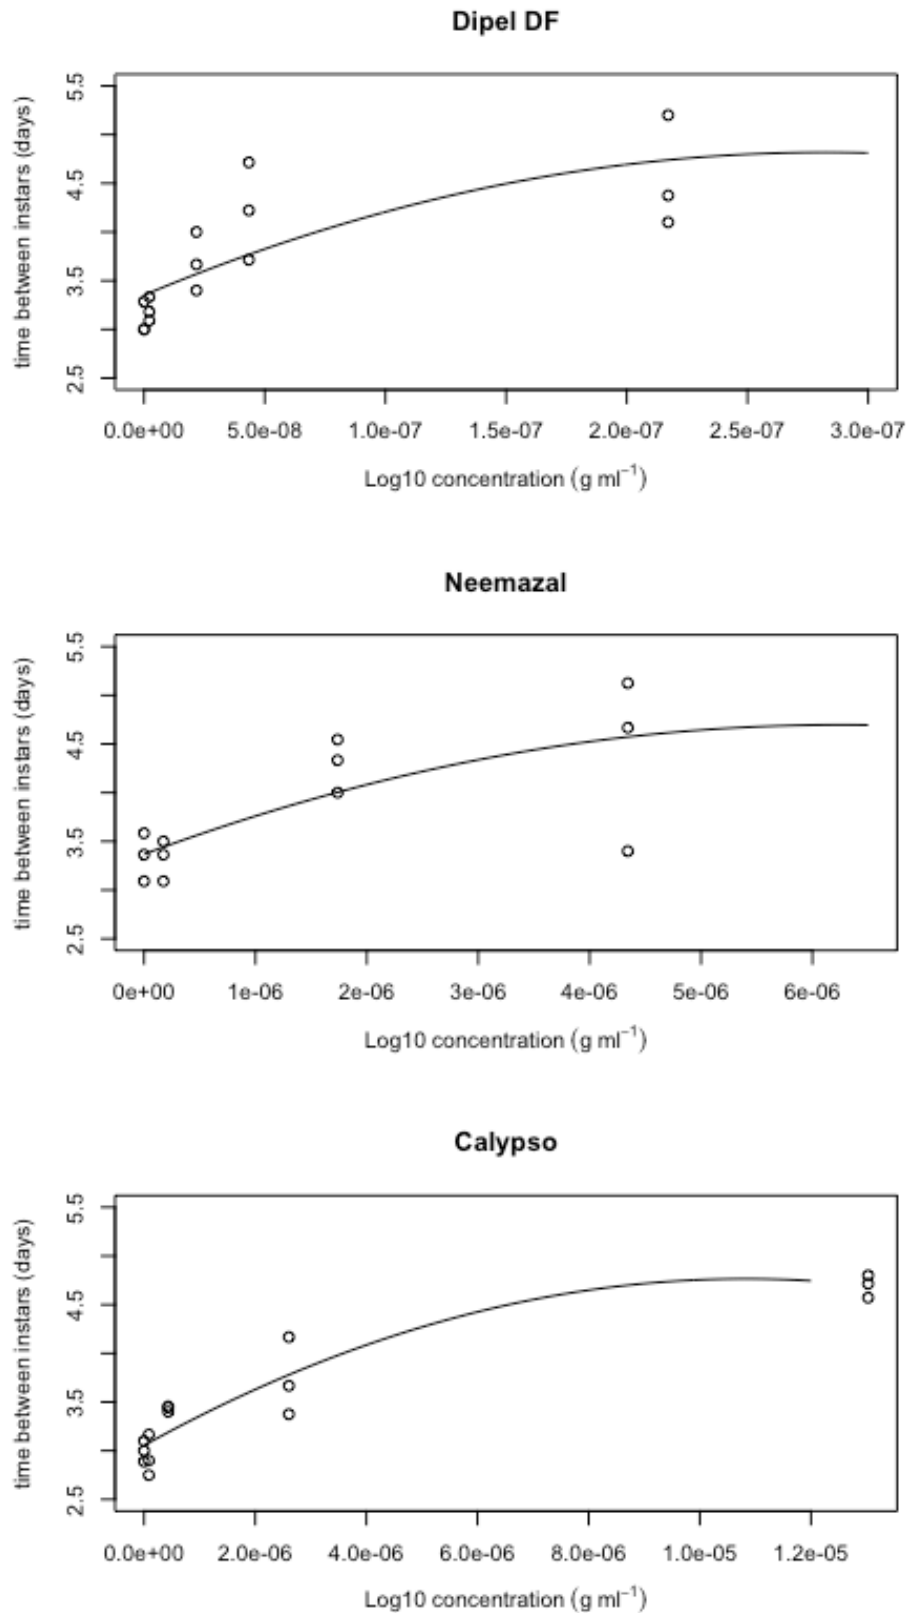 Dipel DF
5.5
4.5
3.5
2.5
time between instars (days)
0.0e+00 5.0e-08 1.0e-07 1.5e-07 2.0e-07 2.5e-07 3.0e-07
Log10 concentration (g ml⁻¹)
Neemazal
5.5
4.5
3.5
2.5
time between instars (days)
0e+00 1e-06 2e-06 3e-06 4e-06 5e-06 6e-06
Log10 concentration (g ml⁻¹)
Calypso
5.5
4.5
3.5
2.5
time between instars (days)
0.0e+00 2.0e-06 4.0e-06 6.0e-06 8.0e-06 1.0e-05 1.2e-05
Log10 concentration (g ml⁻¹)